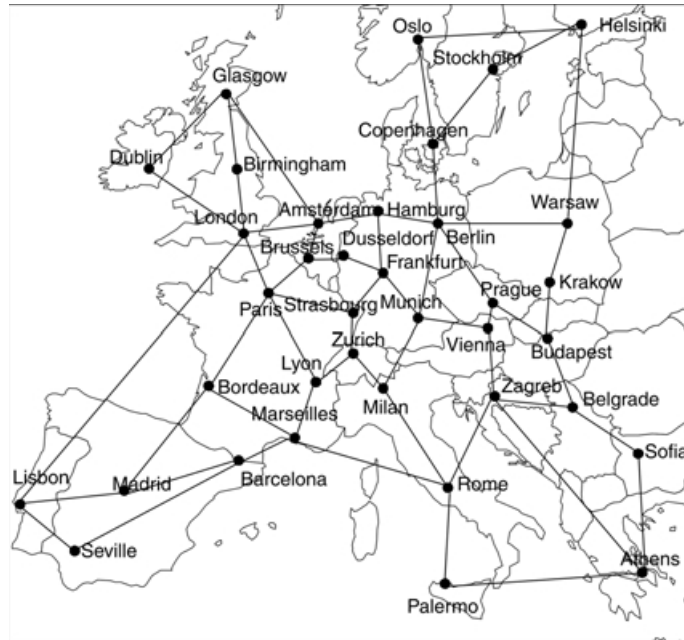 Oslo
Helsinki
Stockholm
Glasgow
Copenhagen
Dublin
Birmingham
London
Amsterdam
Hamburg
Warsaw
Berlin
Brussels
Dusseldorf
Frankfurt
Krakow
Prague
Paris
Strasbourg
Munich
Zurich
Vienna
Budapest
Lyon
Bordeaux
Zagreb
Milan
Belgrade
Marseilles
Sofia
Lisbon
Madrid
Barcelona
Rome
Seville
Athens
Palermo